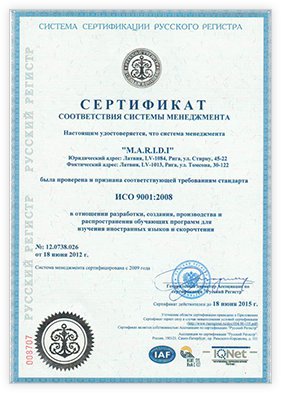 СИСТЕМА СЕРТИФИКАЦИИ РУССКОГО РЕГИСТРА
РУССКИЙ РЕГИСТР
РУССКИЙ РЕГИСТР
СЕРТИФИКАТ
СООТВЕТСТВИЯ СИСТЕМЫ МЕНЕДЖМЕНТА
Настоящим удостоверяется, что система менеджмента
"M.A.R.I.D.I"
Юридический адрес: Латвия, LV-1084, Рига, ул. Стирну, 45-22
Фактический адрес: Латвия, LV-1013, Рига, ул. Томсона, 30-122
была проверена и признана соответствующей требованиям стандарта
ИСО 9001:2008
в отношении разработки, создания, производства и
распространения обучающих программ для
изучения иностранных языков и скорочтения
№: 12.0738.026
от 18 июня 2012 г.
Система менеджмента сертифицирована с 2009 года
Генеральный директор Ассоциации по
сертификации "Русский Регистр"
Сертификат действителен до 18 июня 2015 г.
008707
IAF
IQNet